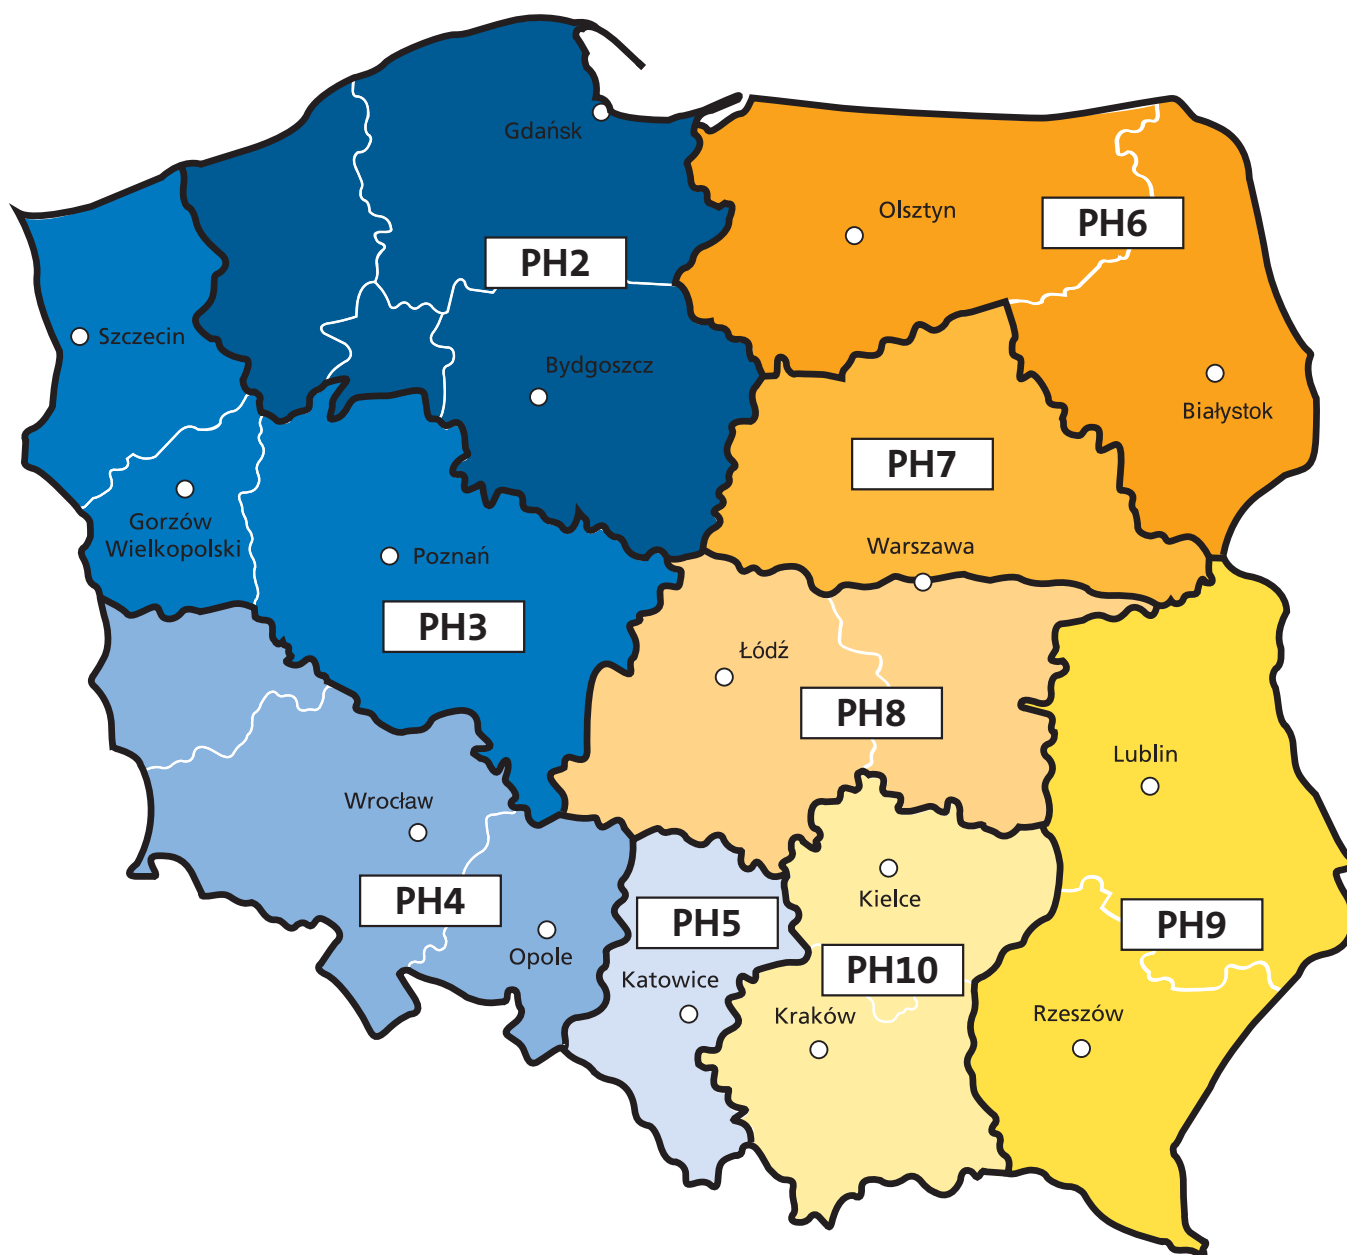 Gdańsk
Olsztyn
PH6
PH2
Szczecin
Bydgoszcz
Białystok
PH7
Gorzów
Wielkopolski
Poznań
Warszawa
PH3
Łódź
PH8
Lublin
Wrocław
PH4
Opole
PH5
Katowice
Kielce
PH10
Kraków
PH9
Rzeszów